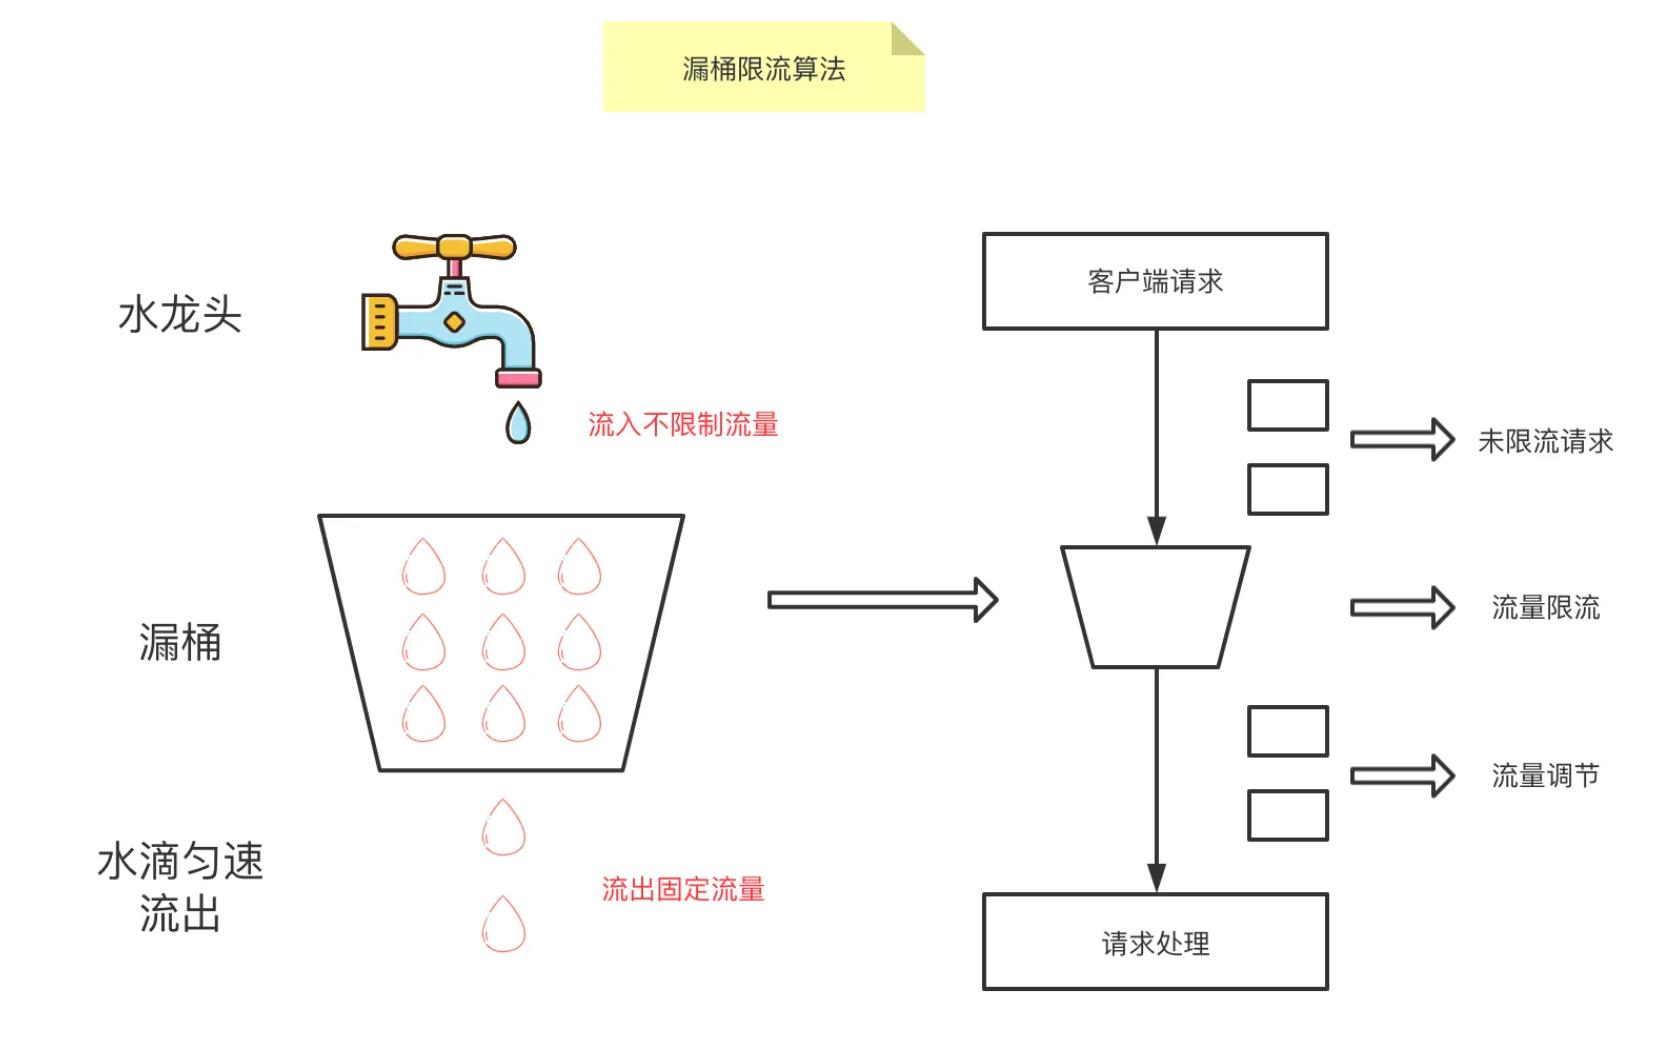 漏桶限流算法
水龙头
客户端请求
流入不限制流量
未限流请求
漏桶
流量限流
流量调节
水滴匀速
流出
流出固定流量
请求处理